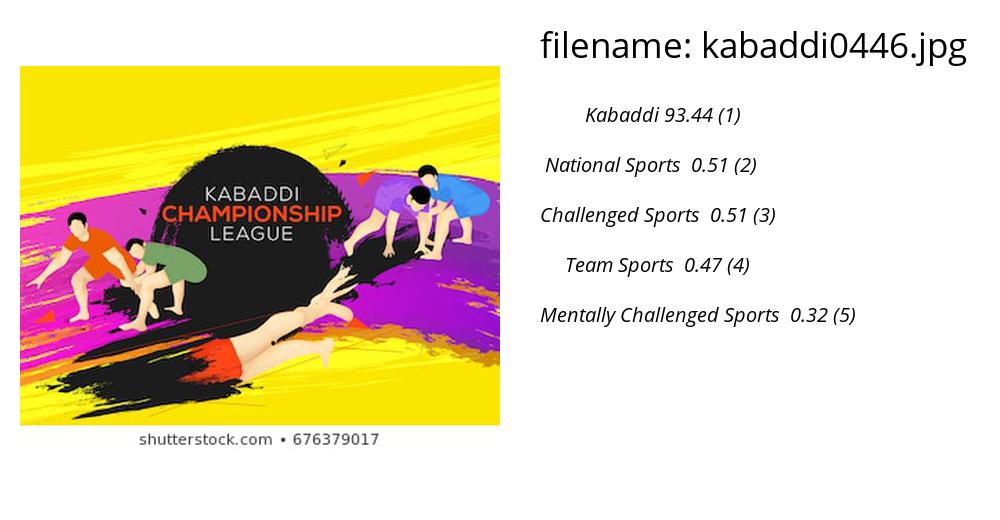 filename: kabaddi0446.jpg
KABADDI
CHAMPIONSHIP
LEAGUE
shutterstock.com • 676379017
Kabaddi 93.44 (1)
National Sports 0.51 (2)
Challenged Sports 0.51 (3)
Team Sports 0.47 (4)
Mentally Challenged Sports 0.32 (5)